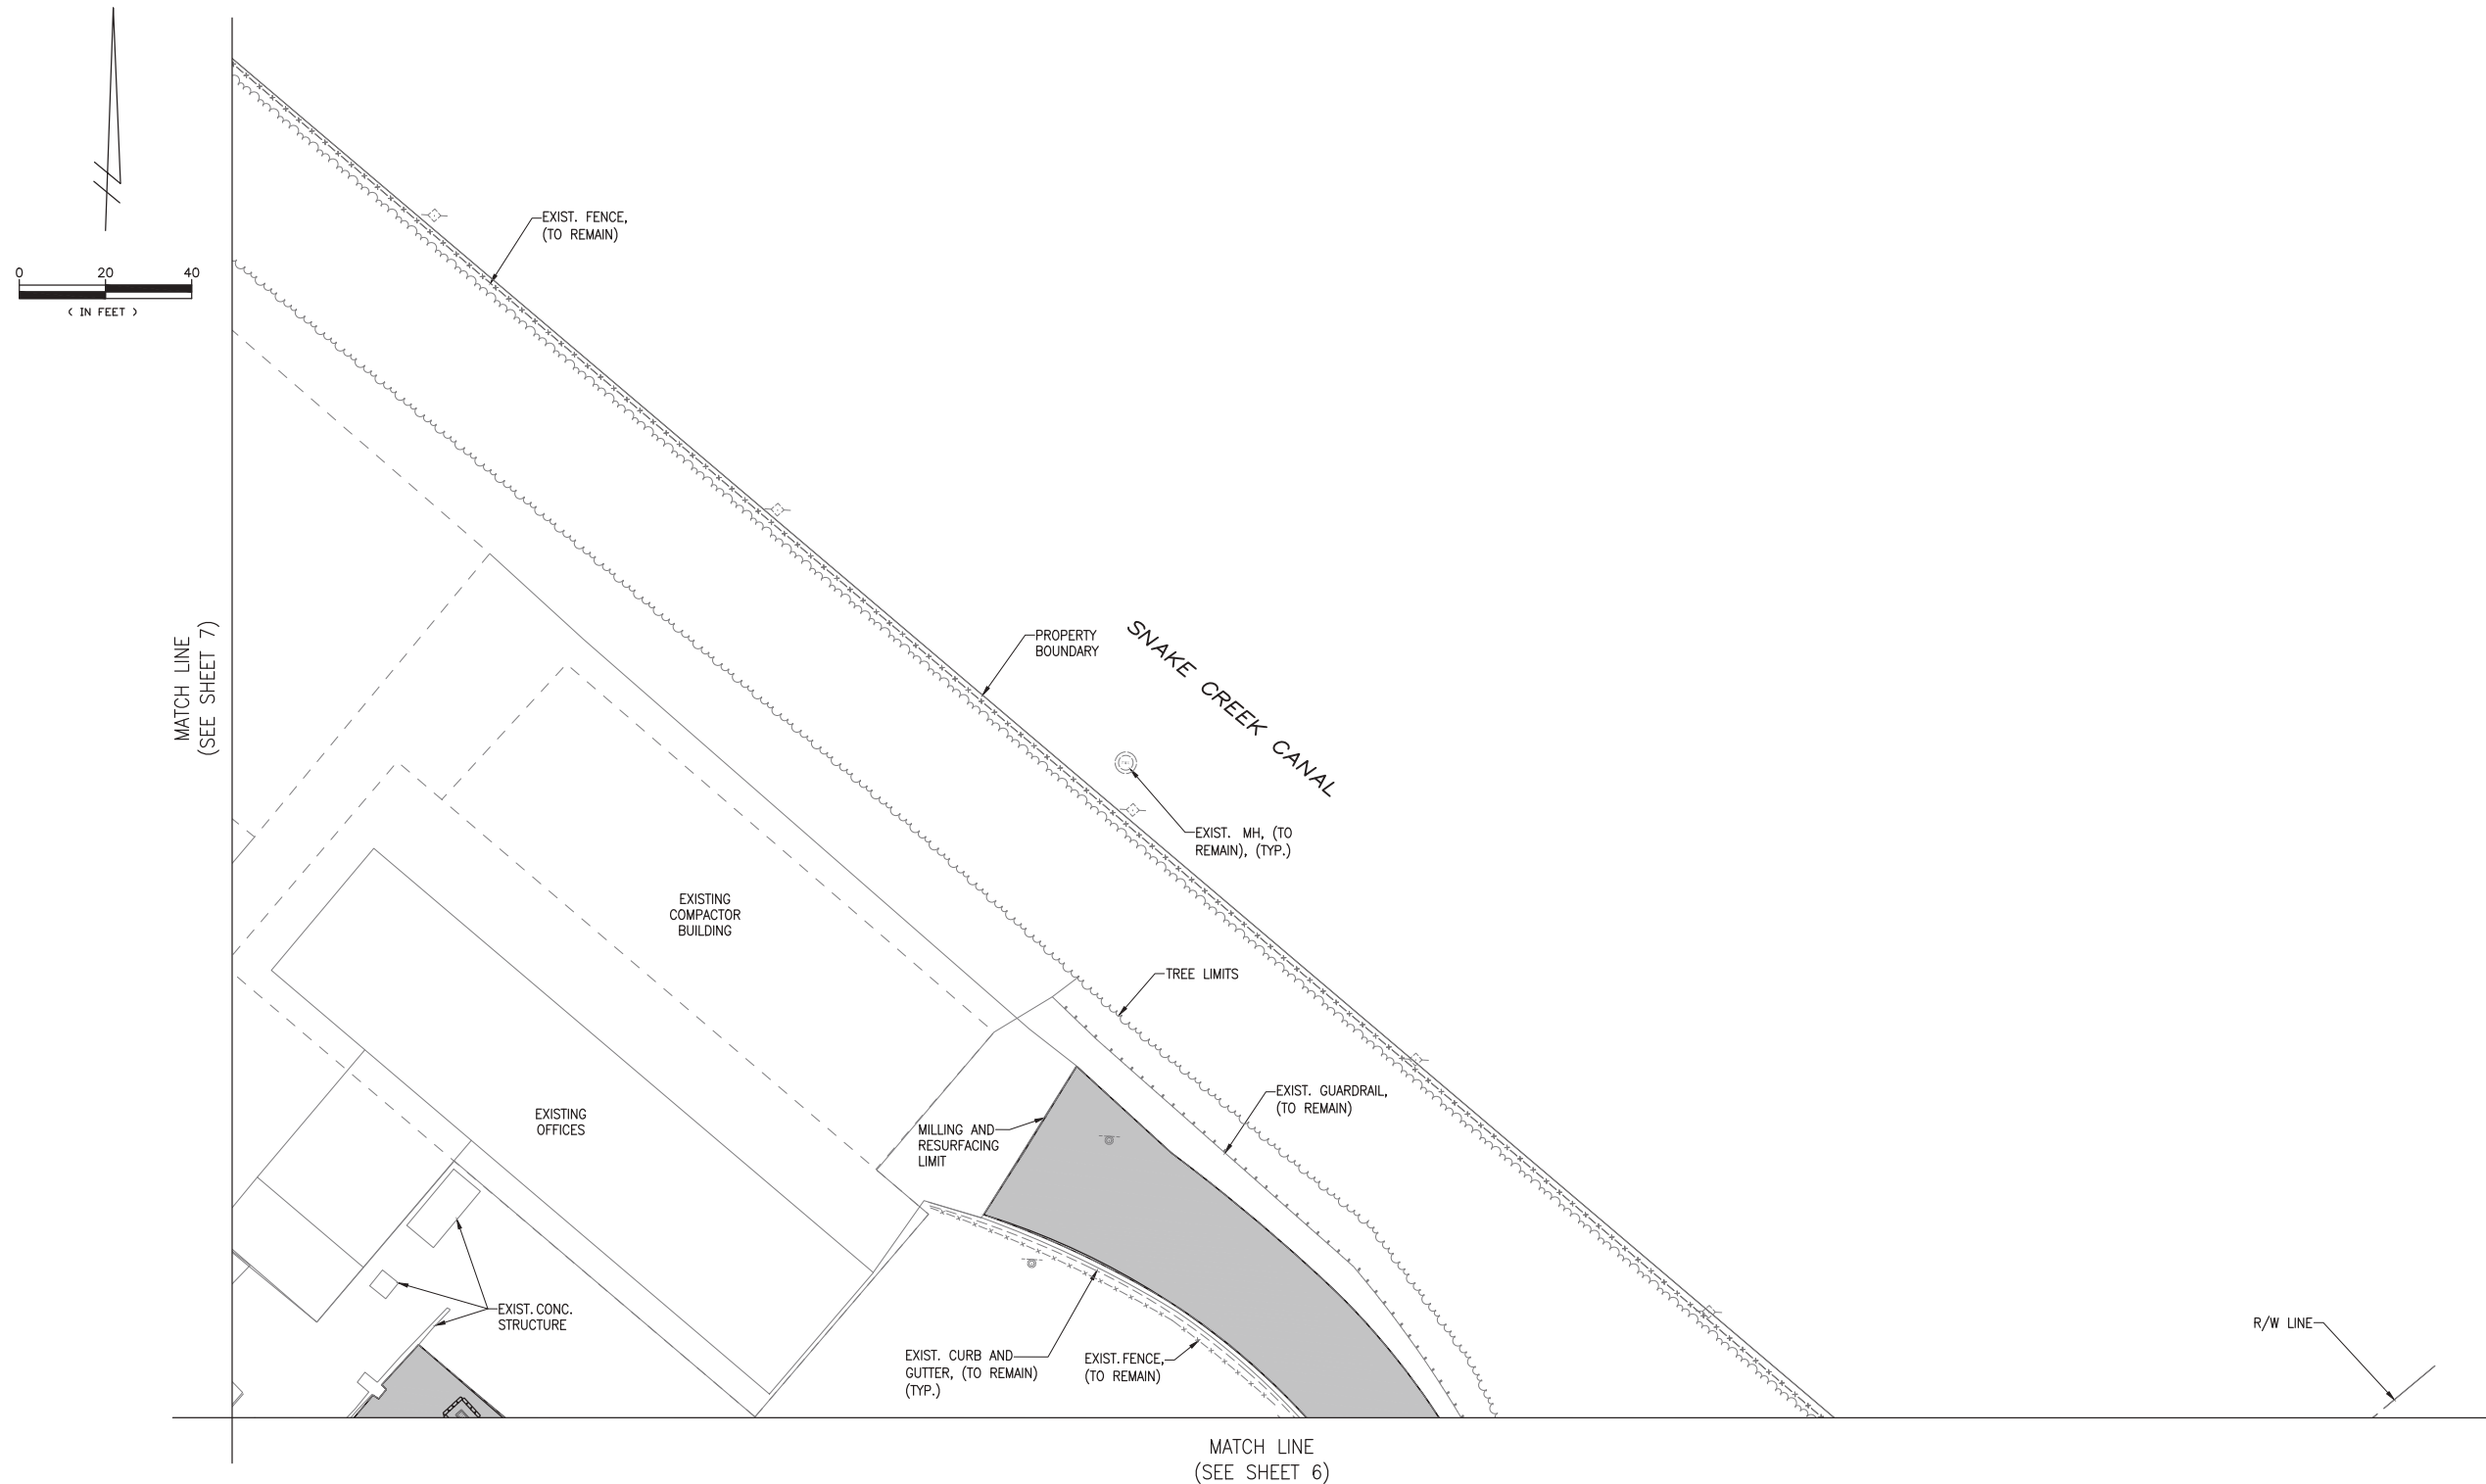 0 20 40
( IN FEET )
EXIST. FENCE,
(TO REMAIN)
MATCH LINE
(SEE SHEET 7)
PROPERTY
BOUNDARY
SNAKE CREEK CANAL
EXIST. MH, (TO
REMAIN), (TYP.)
EXISTING
COMPACTOR
BUILDING
TREE LIMITS
EXIST. GUARDRAIL,
(TO REMAIN)
EXISTING
OFFICES
MILLING AND
RESURFACING
LIMIT
EXIST. CONC.
STRUCTURE
EXIST. CURB AND
GUTTER, (TO REMAIN)
(TYP.)
EXIST. FENCE,
(TO REMAIN)
R/W LINE
MATCH LINE
(SEE SHEET 6)